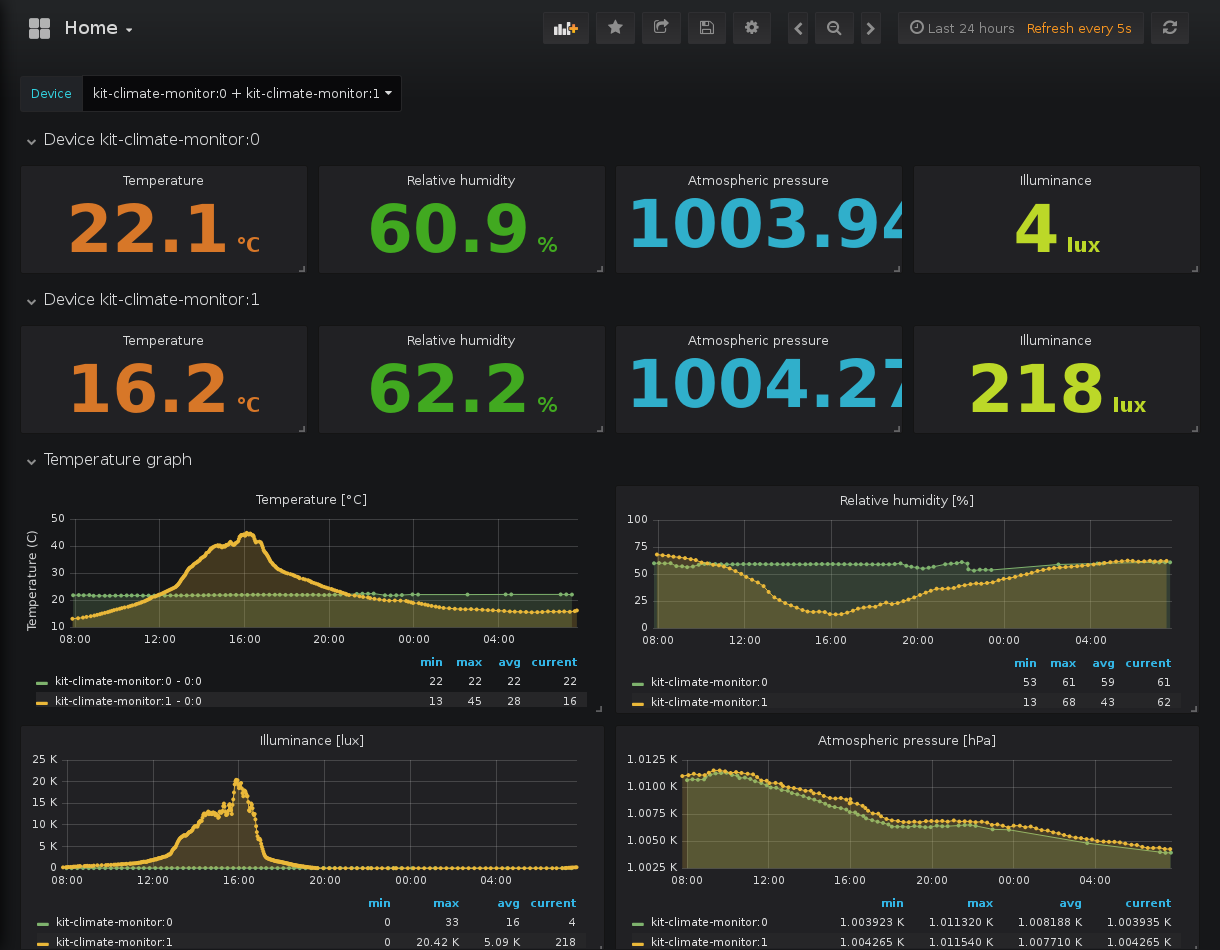 Home
Last 24 hours Refresh every 5s
Device kit-climate-monitor:0 + kit-climate-monitor:1
Device kit-climate-monitor:0
Temperature Relative humidity Atmospheric pressure Illuminance
22.1 °C 60.9 % 1003.94 4 lux
Device kit-climate-monitor:1
Temperature Relative humidity Atmospheric pressure Illuminance
16.2 °C 62.2 % 1004.27 218 lux
Temperature graph
Temperature [°C]
Temperature (C)
50
40
30
20
10
08:00 12:00 16:00 20:00 00:00 04:00
min max avg current
kit-climate-monitor:0 - 0:0 22 22 22 22
kit-climate-monitor:1 - 0:0 13 45 28 16
Relative humidity [%]
100
75
50
25
0
08:00 12:00 16:00 20:00 00:00 04:00
min max avg current
kit-climate-monitor:0 53 61 59 61
kit-climate-monitor:1 13 68 43 62
Illuminance [lux]
25 K
20 K
15 K
10 K
5 K
0
08:00 12:00 16:00 20:00 00:00 04:00
min max avg current
kit-climate-monitor:0 0 33 16 4
kit-climate-monitor:1 0 20.42 K 5.09 K 218
Atmospheric pressure [hPa]
1.0125 K
1.0100 K
1.0075 K
1.0050 K
1.0025 K
08:00 12:00 16:00 20:00 00:00 04:00
min max avg current
kit-climate-monitor:0 1.003923 K 1.011320 K 1.008188 K 1.003935 K
kit-climate-monitor:1 1.004265 K 1.011540 K 1.007710 K 1.004265 K